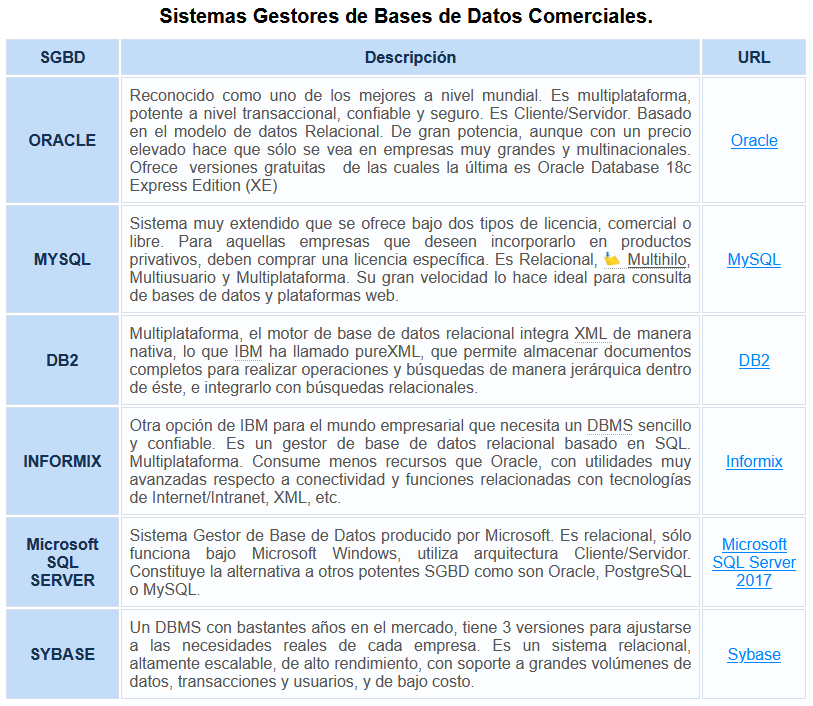 Sistemas Gestores de Bases de Datos Comerciales.
SGBD Descripción URL
ORACLE
Reconocido como uno de los mejores a nivel mundial. Es multiplataforma,
potente a nivel transaccional, confiable y seguro. Es Cliente/Servidor. Basado
en el modelo de datos Relacional. De gran potencia, aunque con un precio
elevado hace que sólo se vea en empresas muy grandes y multinacionales.
Ofrece versiones gratuitas de las cuales la última es Oracle Database 18c
Express Edition (XE)
Oracle
MYSQL
Sistema muy extendido que se ofrece bajo dos tipos de licencia, comercial o
libre. Para aquellas empresas que deseen incorporarlo en productos
privativos, deben comprar una licencia específica. Es Relacional, Multihilo,
Multiusuario y Multiplataforma. Su gran velocidad lo hace ideal para consulta
de bases de datos y plataformas web.
MySQL
DB2
Multiplataforma, el motor de base de datos relacional integra XML de manera
nativa, lo que IBM ha llamado pureXML, que permite almacenar documentos
completos para realizar operaciones y búsquedas de manera jerárquica dentro
de éste, e integrarlo con búsquedas relacionales.
DB2
INFORMIX
Otra opción de IBM para el mundo empresarial que necesita un DBMS sencillo
y confiable. Es un gestor de base de datos relacional basado en SQL.
Multiplataforma. Consume menos recursos que Oracle, con utilidades muy
avanzadas respecto a conectividad y funciones relacionadas con tecnologías
de Internet/Intranet, XML, etc.
Informix
Microsoft
SQL
SERVER
Sistema Gestor de Base de Datos producido por Microsoft. Es relacional, sólo
funciona bajo Microsoft Windows, utiliza arquitectura Cliente/Servidor.
Constituye la alternativa a otros potentes SGBD como son Oracle, PostgreSQL
o MySQL.
Microsoft
SQL Server
2017
SYBASE
Un DBMS con bastantes años en el mercado, tiene 3 versiones para ajustarse
a las necesidades reales de cada empresa. Es un sistema relacional,
altamente escalable, de alto rendimiento, con soporte a grandes volúmenes de
datos, transacciones y usuarios, y de bajo costo.
Sybase